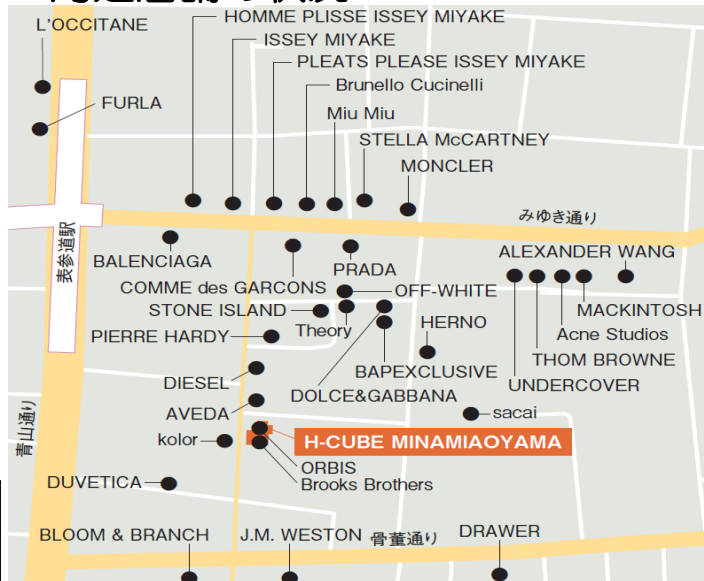 L'OCCITANE
HOMME PLISSE ISSEY MIYAKE
ISSEY MIYAKE
PLEATS PLEASE ISSEY MIYAKE
Brunello Cucinelli
FURLA
Miu Miu
STELLA McCARTNEY
MONCLER
みゆき通り
表参道駅
BALENCIAGA
PRADA
ALEXANDER WANG
COMME des GARCONS
OFF-WHITE
STONE ISLAND
MACKINTOSH
PIERRE HARDY
Theory
HERNO
Acne Studios
THOM BROWNE
BAPEXCLUSIVE
DIESEL
UNDERCOVER
DOLCE&GABBANA
AVEDA
sacai
青山通り
kolor
H-CUBE MINAMIAOYAMA
ORBIS
DUVETICA
Brooks Brothers
BLOOM & BRANCH
J.M. WESTON
骨董通り
DRAWER